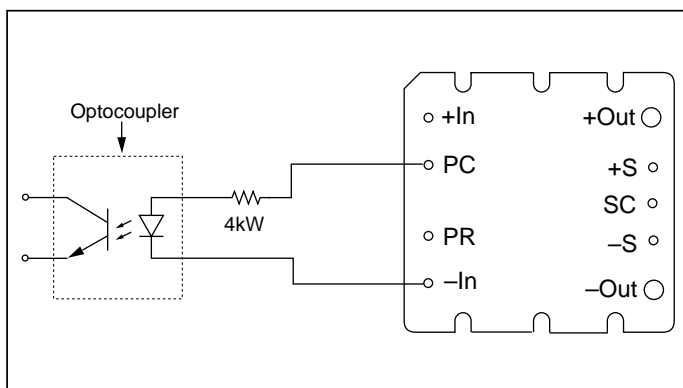 Optocoupler
4kW
+In
PC
PR
–In
+Out
+S
SC
–S
–Out